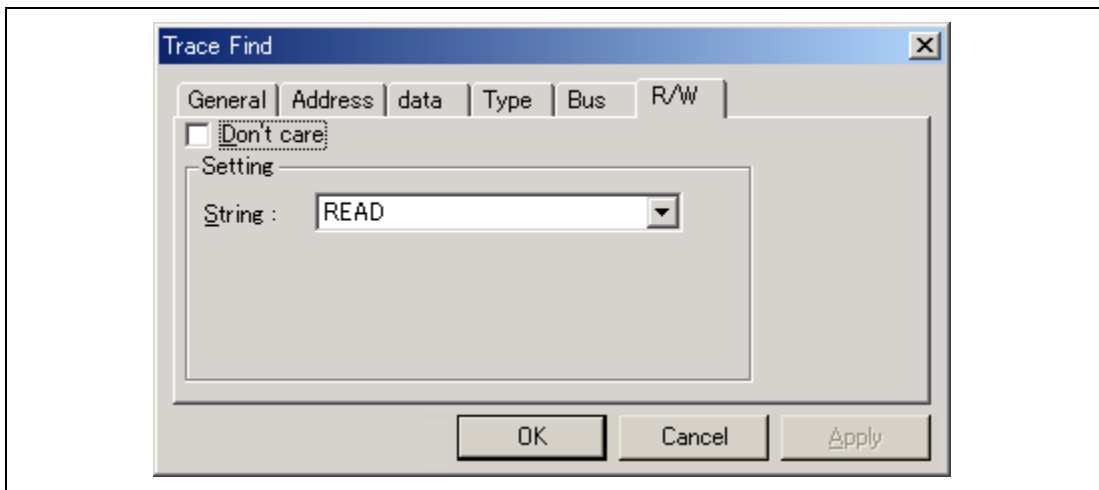 Trace Find
General Address data Type Bus R/W
Don't care
Setting
String : READ
OK Cancel Apply